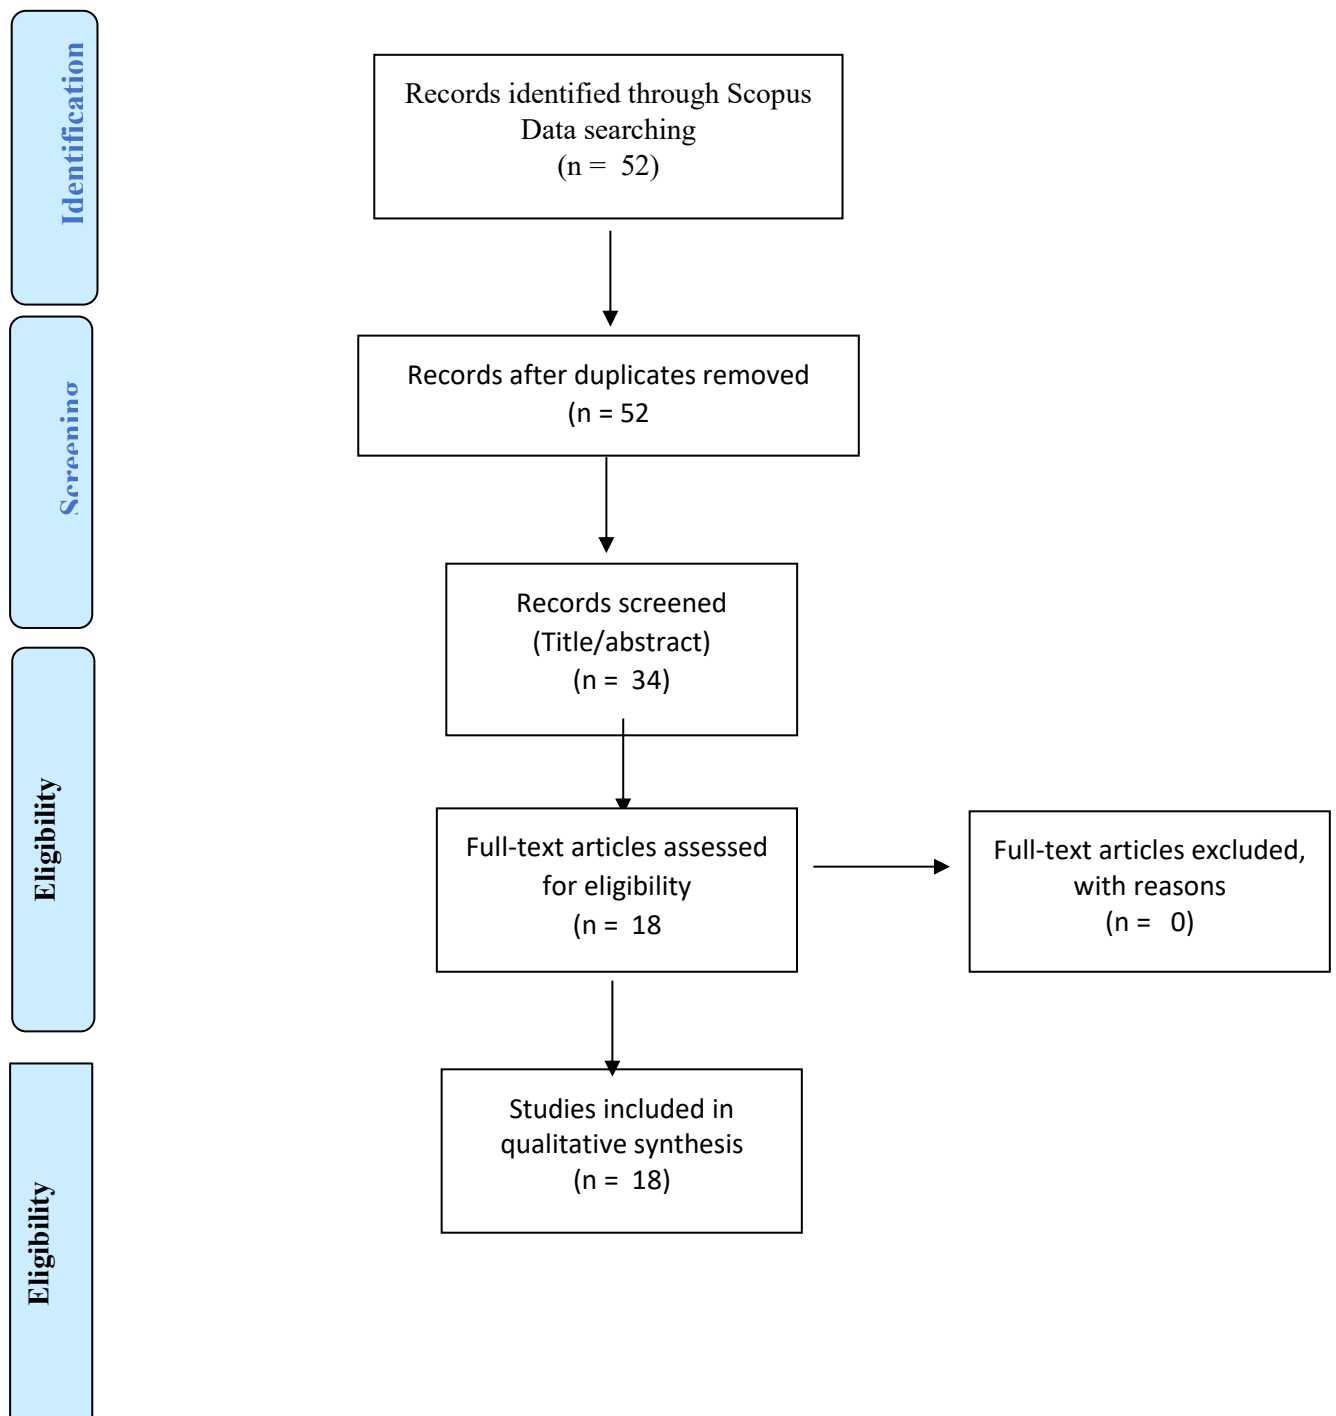 Identification
Records identified through Scopus
Data searching
(n =  52)
Screening
Records after duplicates removed
(n = 52
Records screened
(Title/abstract)
(n =  34)
Eligibility
Full-text articles assessed
for eligibility
(n =  18
Full-text articles excluded,
with reasons
(n =   0)
Eligibility
Studies included in
qualitative synthesis
(n =  18)